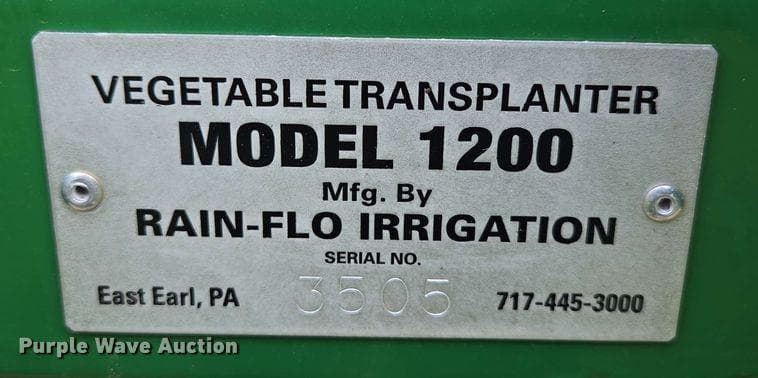 VEGETABLE TRANSPLANTER
MODEL 1200
Mfg. By
RAIN-FLO IRRIGATION
SERIAL NO.
East Earl, PA 3505 717-445-3000
Purple Wave Auction